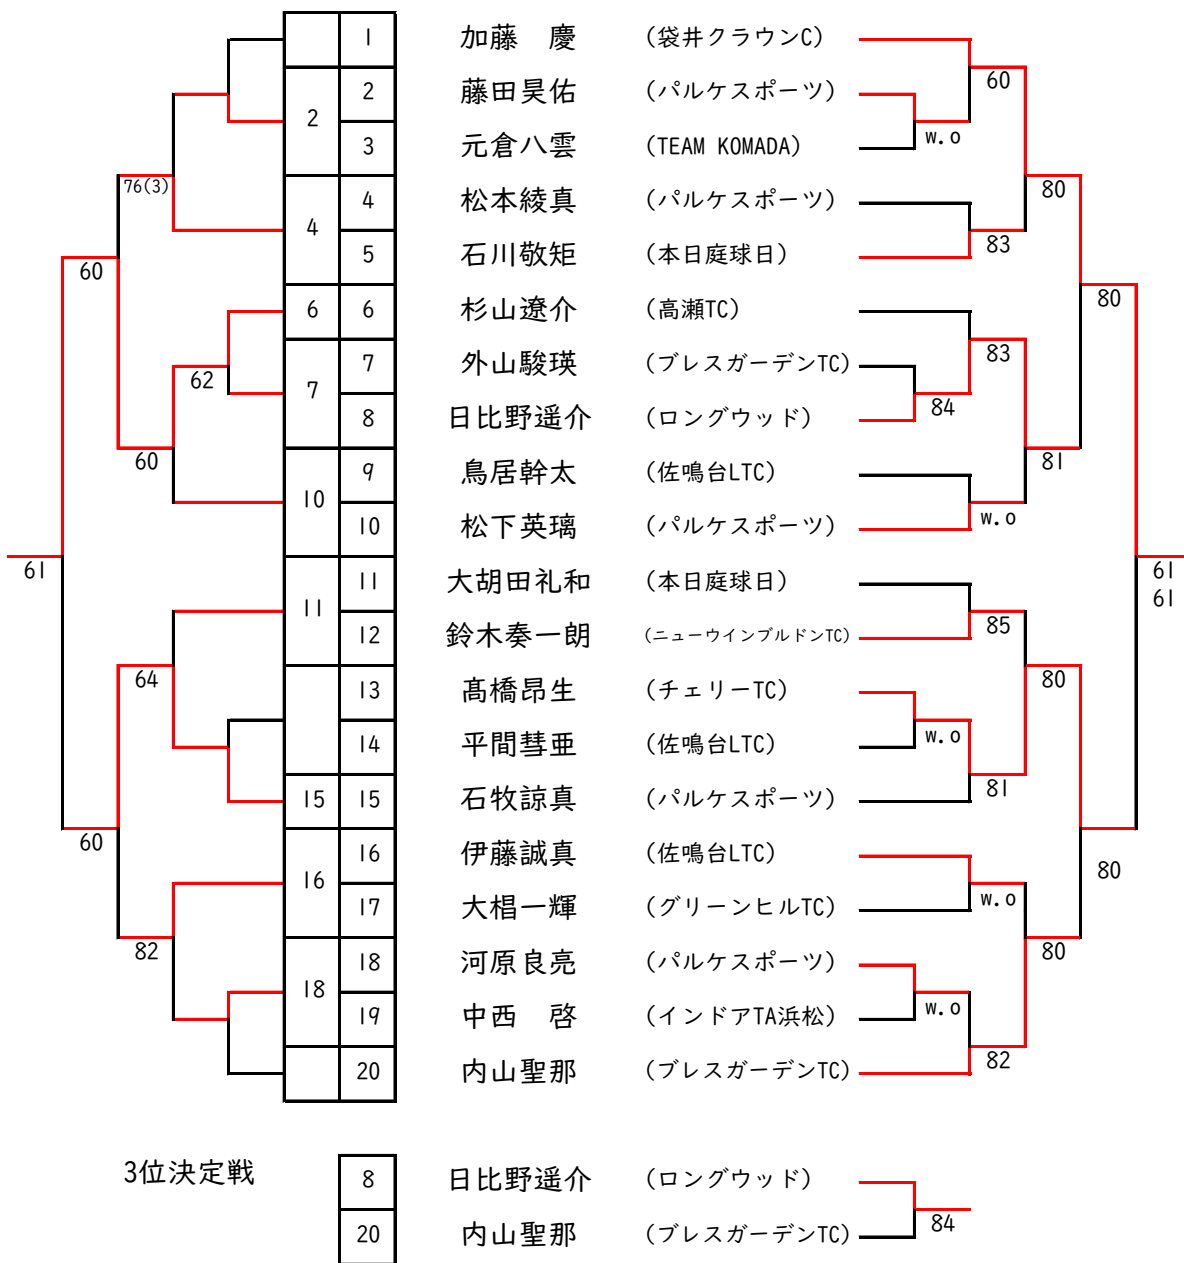 1 加藤　慶 (袋井クラウンC)
60
2 藤田昊佑 (パルケスポーツ)
2
w.o
3 元倉八雲 (TEAM KOMADA)
76(3)
80
4 松本綾真 (パルケスポーツ)
4
83
5 石川敬矩 (本日庭球日)
60
80
6 6 杉山遼介 (高瀬TC)
83
7 外山駿瑛 (ブレスガーデンTC)
62
7
84
8 日比野遥介 (ロングウッド)
60
81
9 鳥居幹太 (佐鳴台LTC)
10
w.o
10 松下英璃 (パルケスポーツ)
61
61
61
11 大胡田礼和 (本日庭球日)
11
85
12 鈴木奏一朗 (ニューウインブルドンTC)
64
80
13 髙橋昂生 (チェリーTC)
w.o
14 平間彗亜 (佐鳴台LTC)
81
15 15 石牧諒真 (パルケスポーツ)
60
80
16 伊藤誠真 (佐鳴台LTC)
16
w.o
17 大椙一輝 (グリーンヒルTC)
82
80
18 河原良亮 (パルケスポーツ)
18
w.o
19 中西　啓 (インドアTA浜松)
82
20 内山聖那 (ブレスガーデンTC)
3位決定戦
8 日比野遥介 (ロングウッド)
84
20 内山聖那 (ブレスガーデンTC)